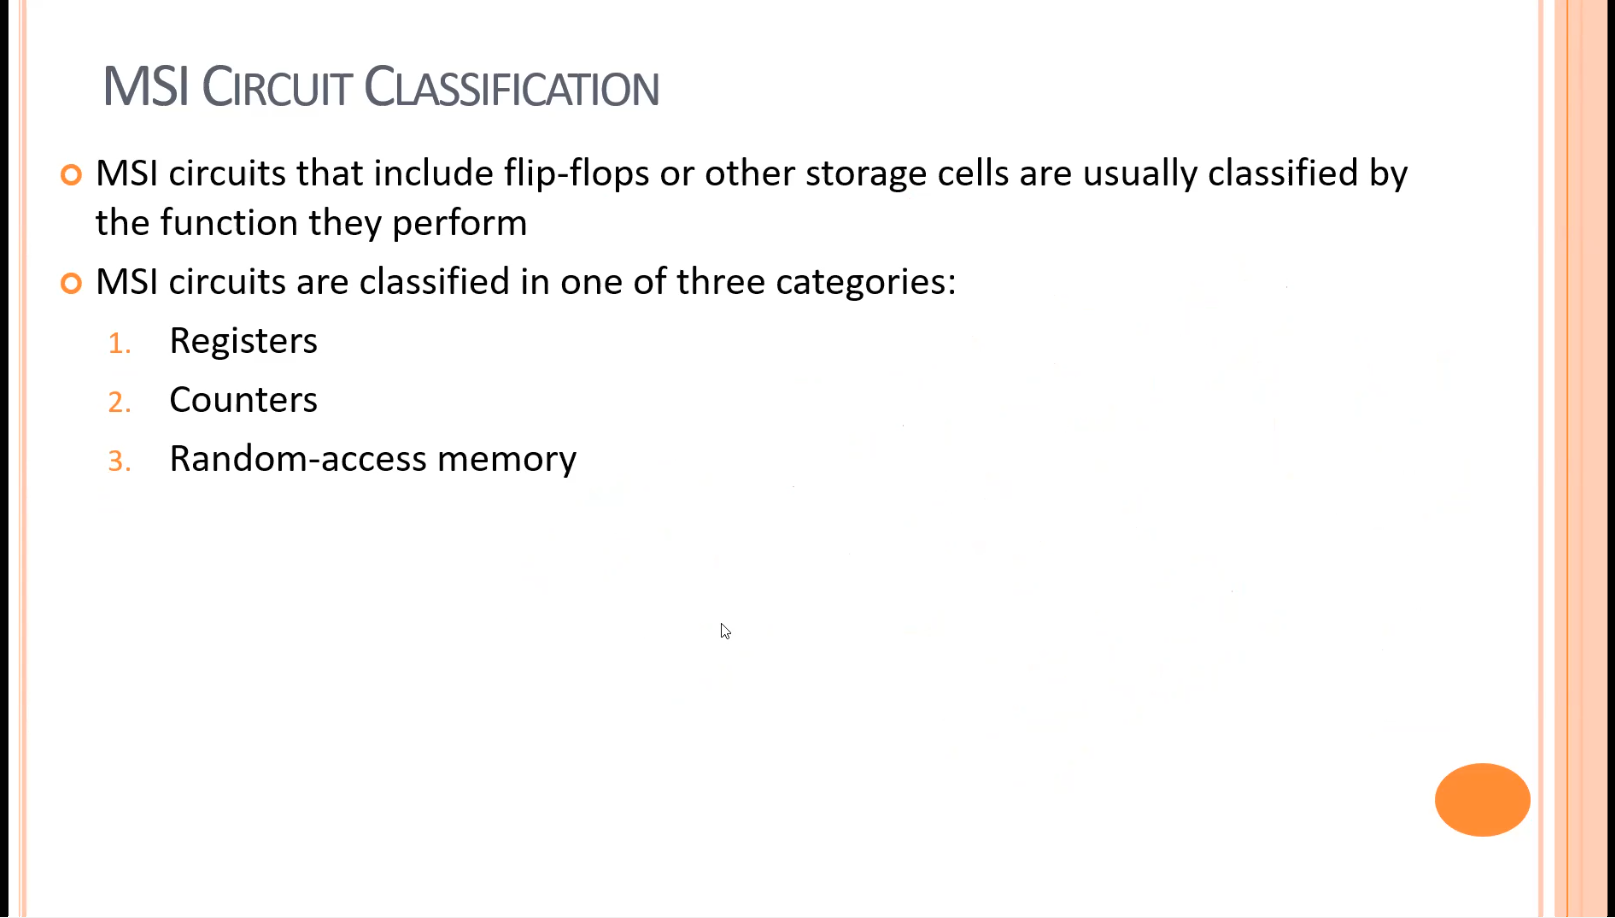 MSI CIRCUIT CLASSIFICATION
MSI circuits that include flip-flops or other storage cells are usually classified by
the function they perform
MSI circuits are classified in one of three categories:
1. Registers
2. Counters
3. Random-access memory